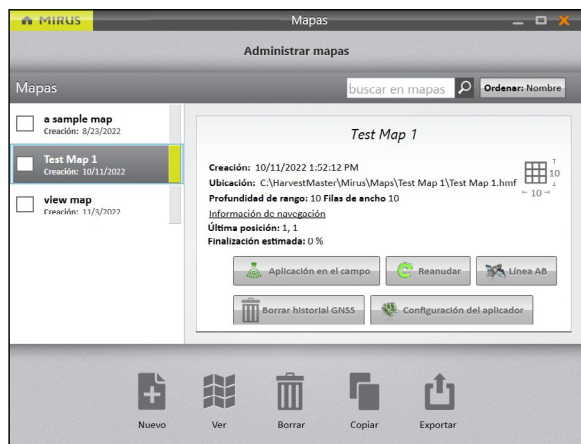 MIRUS
Mapas
Administrar mapas
Mapas
buscar en mapas
Ordenar: Nombre
a sample map
Creación: 8/23/2022
Test Map 1
Creación: 10/11/2022
view map
Creación: 11/3/2022
Test Map 1
Creación: 10/11/2022 1:52:12 PM
Ubicación: C:\HarvestMaster\Mirus\Maps\Test Map 1\Test Map 1.hmf
Profundidad de rango: 10 Filas de ancho 10
10
10
Información de navegación
Última posición: 1, 1
Finalización estimada: 0 %
Aplicación en el campo
Reanudar
Línea AB
Borrar historial GNSS
Configuración del aplicador
Nuevo
Ver
Borrar
Copiar
Exportar